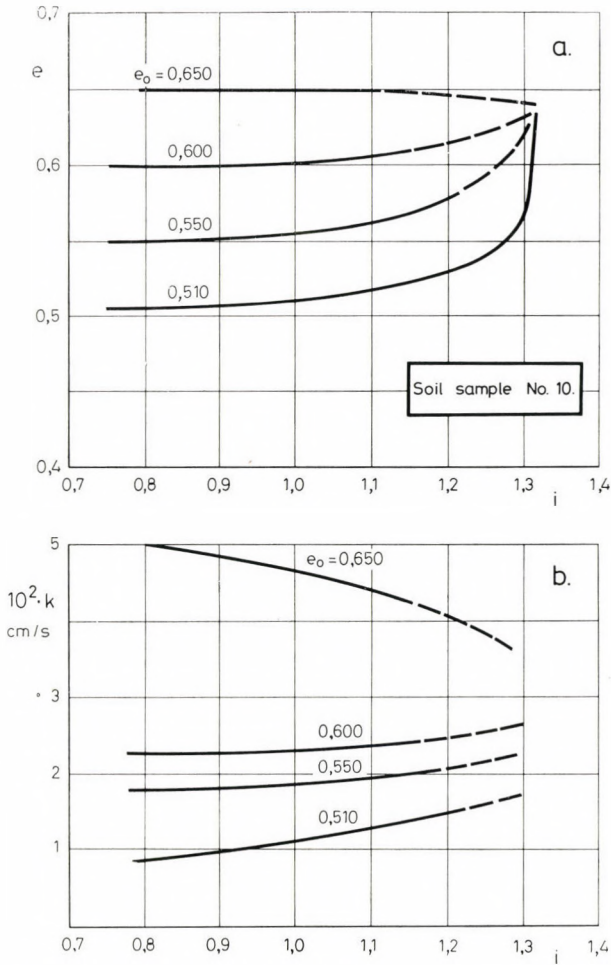 0,7
a.
e
eo = 0,650
0,6
0,600
0,550
0,510
0,5
Soil sample No. 10.
0,4
0,7 0,8 0,9 1,0 1,1 1,2 1,3 1,4
i
5
eo = 0,650
b.
10²·k
cm/s
3
0,600
2
0,550
0,510
1
0,7 0,8 0,9 1,0 1,1 1,2 1,3 1,4
i